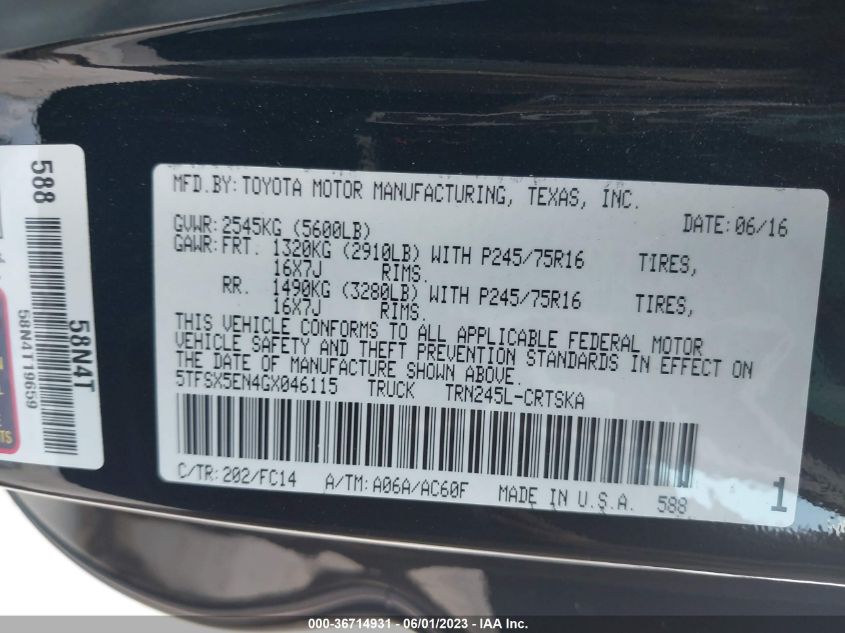 MFD.BY: TOYOTA MOTOR MANUFACTURING, TEXAS, INC.
DATE: 06/16
GVWR: 2545KG (5600LB)
GAWR: FRT. 1320KG (2910LB) WITH P245/75R16 TIRES,
16X7J RIMS.
RR. 1490KG (3280LB) WITH P245/75R16 TIRES,
16X7J RIMS.
THIS VEHICLE CONFORMS TO ALL APPLICABLE FEDERAL MOTOR
VEHICLE SAFETY AND THEFT PREVENTION STANDARDS IN EFFECT ON
THE DATE OF MANUFACTURE SHOWN ABOVE.
5TFSX5EN4GX046115 TRUCK TRN245L-CRTSKA
C/TR: 202/FC14 A/TM: A06A/AC60F MADE IN U.S.A. 588 1
588
58N4T
58N4T19659
000-36714931 - 06/01/2023 - © IAA Holdings, LLC.